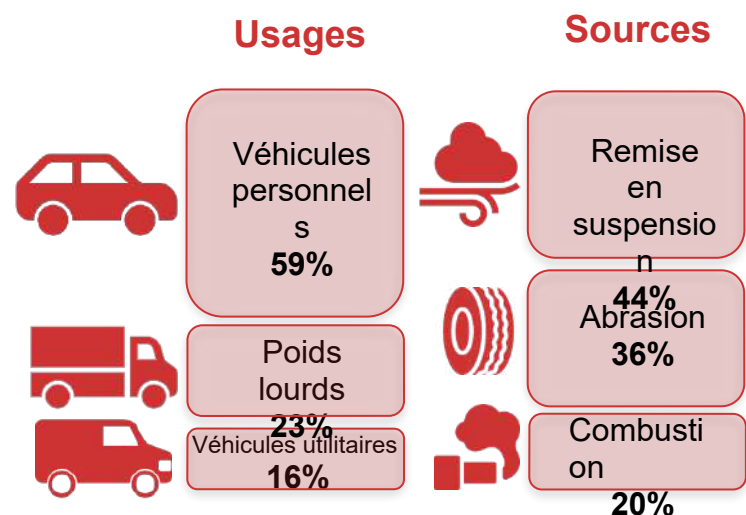 Usages
Véhicules
personnel
s
59%
Poids
lourds
23%
Véhicules utilitaires
16%
Sources
Remise
en
suspensio
n
44%
Abrasion
36%
Combusti
on
20%